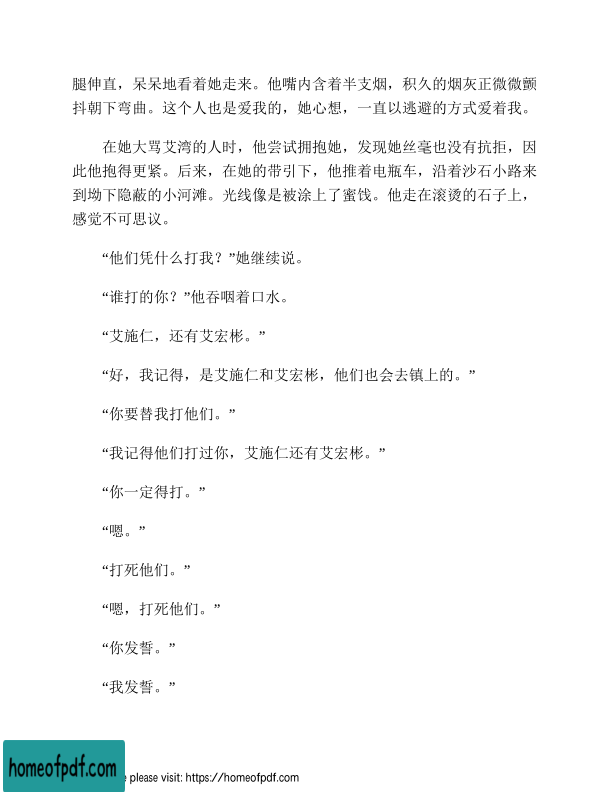 腿伸直，呆呆地看着她走来。他嘴内含着半支烟，积久的烟灰正微微颤
抖朝下弯曲。这个人也是爱我的，她心想，一直以逃避的方式爱着我。
在她大骂艾湾的人时，他尝试拥抱她，发现她丝毫也没有抗拒，因
此他抱得更紧。后来，在她的带引下，他推着电瓶车，沿着沙石小路来
到坳下隐蔽的小河滩。光线像是被涂上了蜜饯。他走在滚烫的石子上，
感觉不可思议。
“他们凭什么打我？”她继续说。
“谁打的你？”他吞咽着口水。
“艾施仁，还有艾宏彬。”
“好，我记得，是艾施仁和艾宏彬，他们也会去镇上的。”
“你要替我打他们。”
“我记得他们打过你，艾施仁还有艾宏彬。”
“你一定得打。”
“嗯。”
“打死他们。”
“嗯，打死他们。”
“你发誓。”
“我发誓。”
homeofpdf.com
e please visit: https://homeofpdf.com